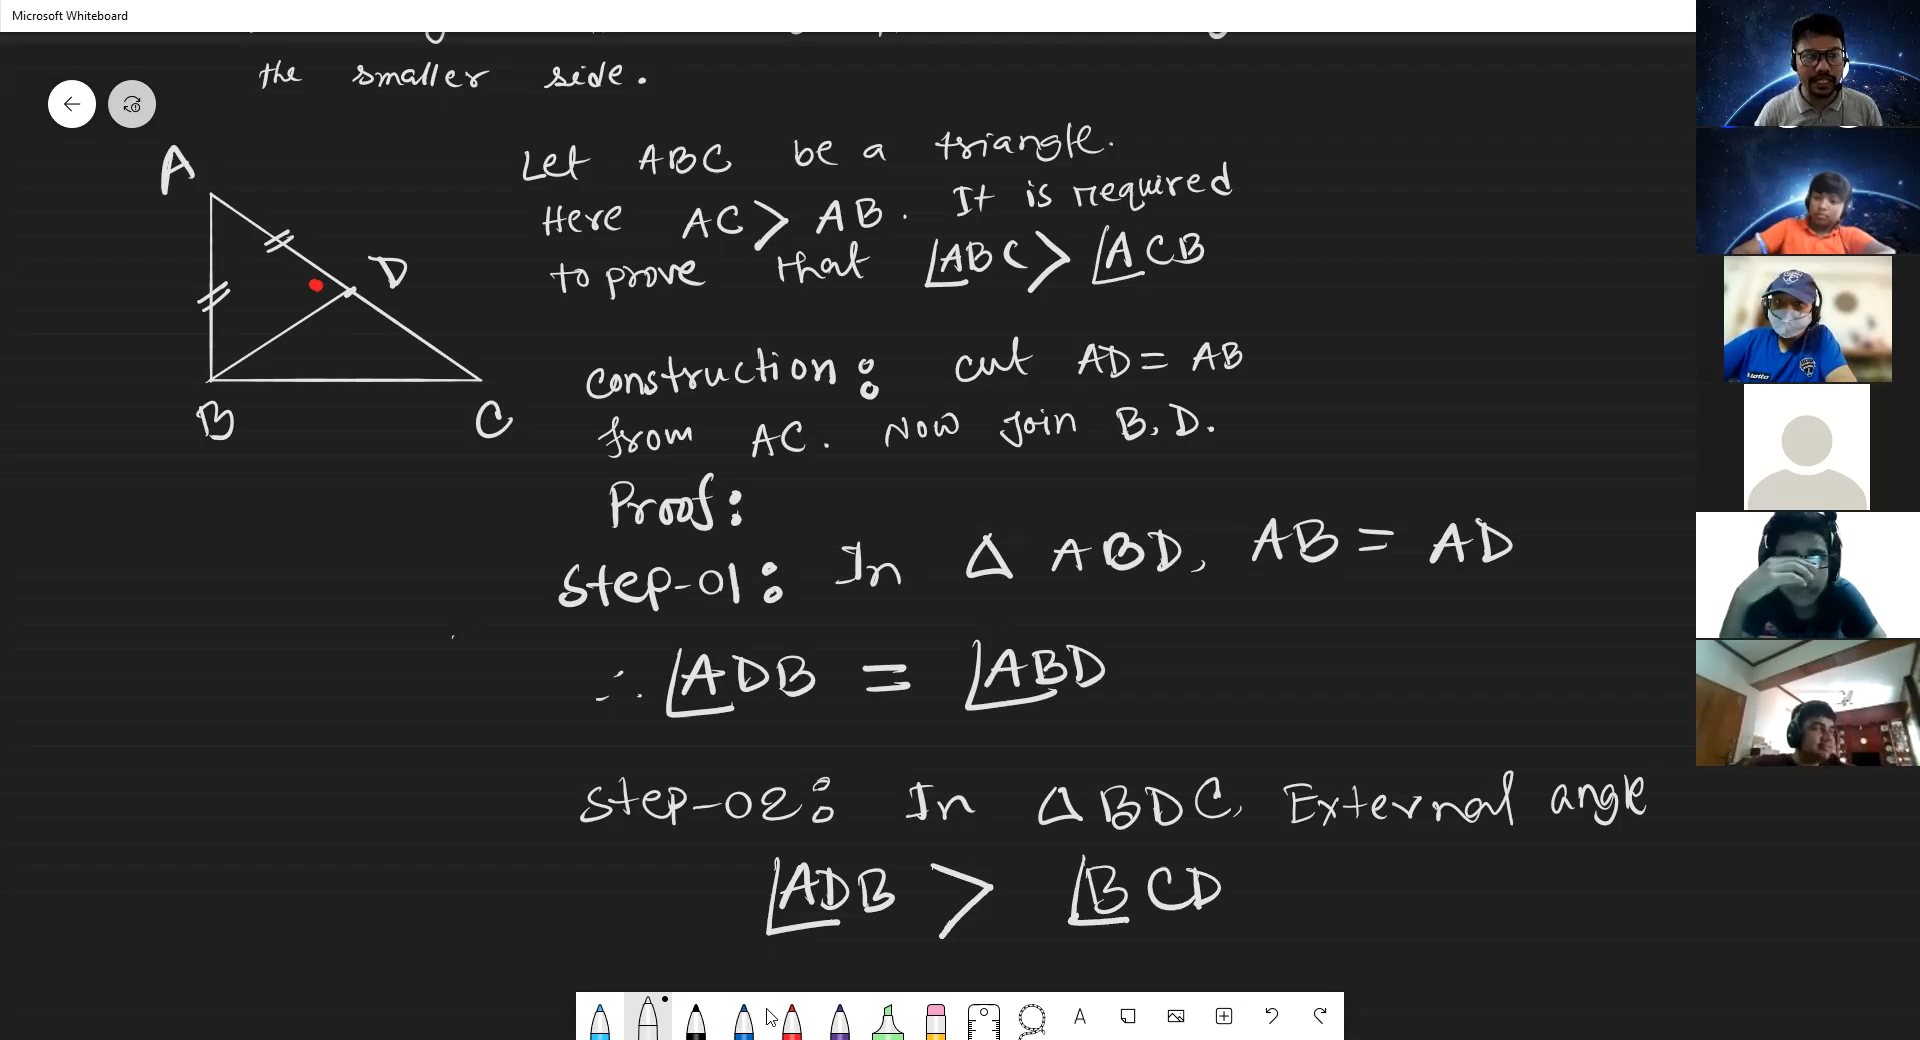 Microsoft Whiteboard
the smaller side.
A
D
B
C
Let ABC be a triangle.
Here AC > AB. It is required
to prove that ∠ABC > ∠ACB
construction: cut AD = AB
from AC. Now Join B, D.
Proof:
Step-01: In Δ ABD, AB = AD
∴ ∠ADB = ∠ABD
Step-02: In Δ BDC, External angle
∠ADB > ∠BCD
A